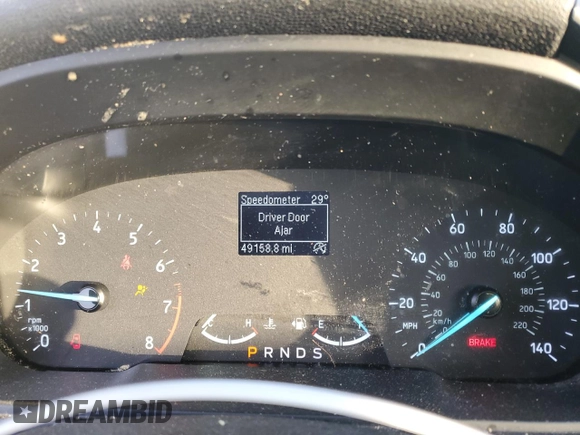 Speedometer 29°
Driver Door
Ajar
49158.8 mi
0 1 2 3 4 5 6 7 8
rpm
x1000
C H E F
P R N D S
0 20 40 60 80 100 120 140
MPH
0 20 40 60 80 100 120 140 160 180 200 220
km/h
BRAKE
DREAMBID